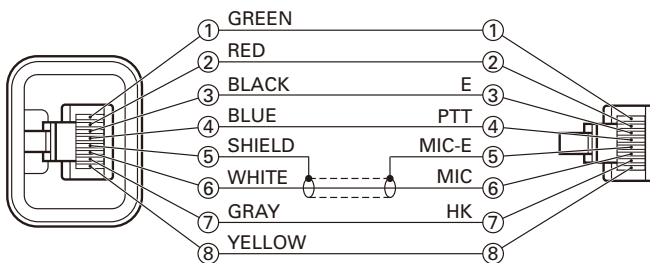 ① GREEN ①
② RED ②
③ BLACK E ③
④ BLUE PTT ④
⑤ SHIELD MIC-E ⑤
⑥ WHITE MIC ⑥
⑦ GRAY HK ⑦
⑧ YELLOW ⑧